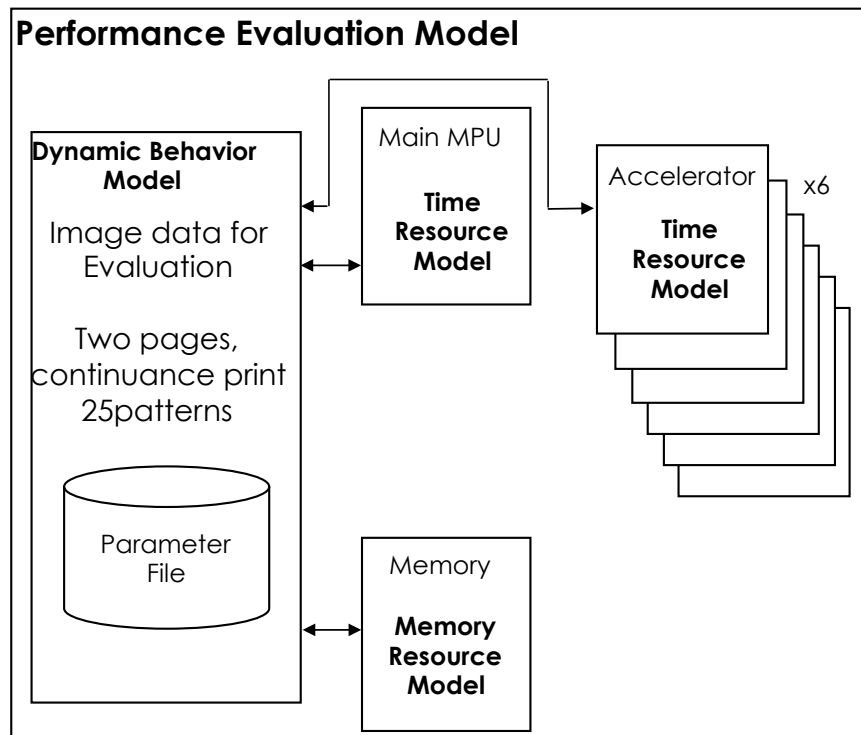 Performance Evaluation Model
Dynamic Behavior
Model
Image data for
Evaluation
Two pages,
continuance print
25patterns
Parameter
File
Main MPU
Time
Resource
Model
Accelerator
Time
Resource
Model
x6
Memory
Memory
Resource
Model